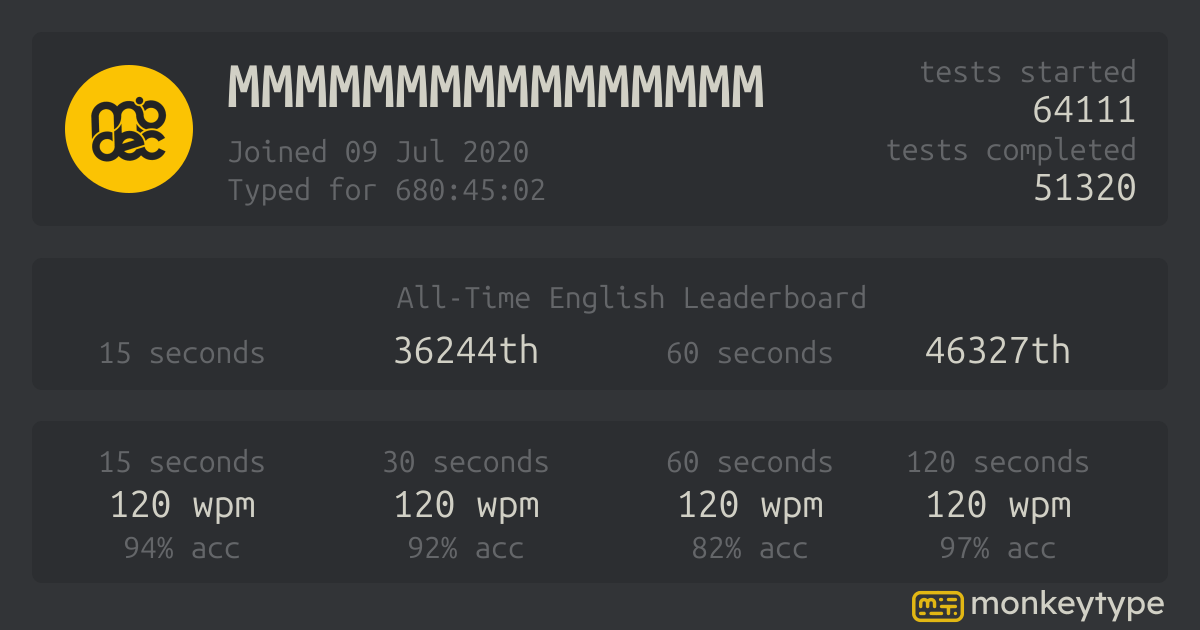 miodec
MMMMMMMMMMMMMMMM
Joined 09 Jul 2020
Typed for 680:45:02
tests started
64111
tests completed
51320
All-Time English Leaderboard
15 seconds 36244th 60 seconds 46327th
15 seconds 30 seconds 60 seconds 120 seconds
120 wpm 120 wpm 120 wpm 120 wpm
94% acc 92% acc 82% acc 97% acc
monkeytype